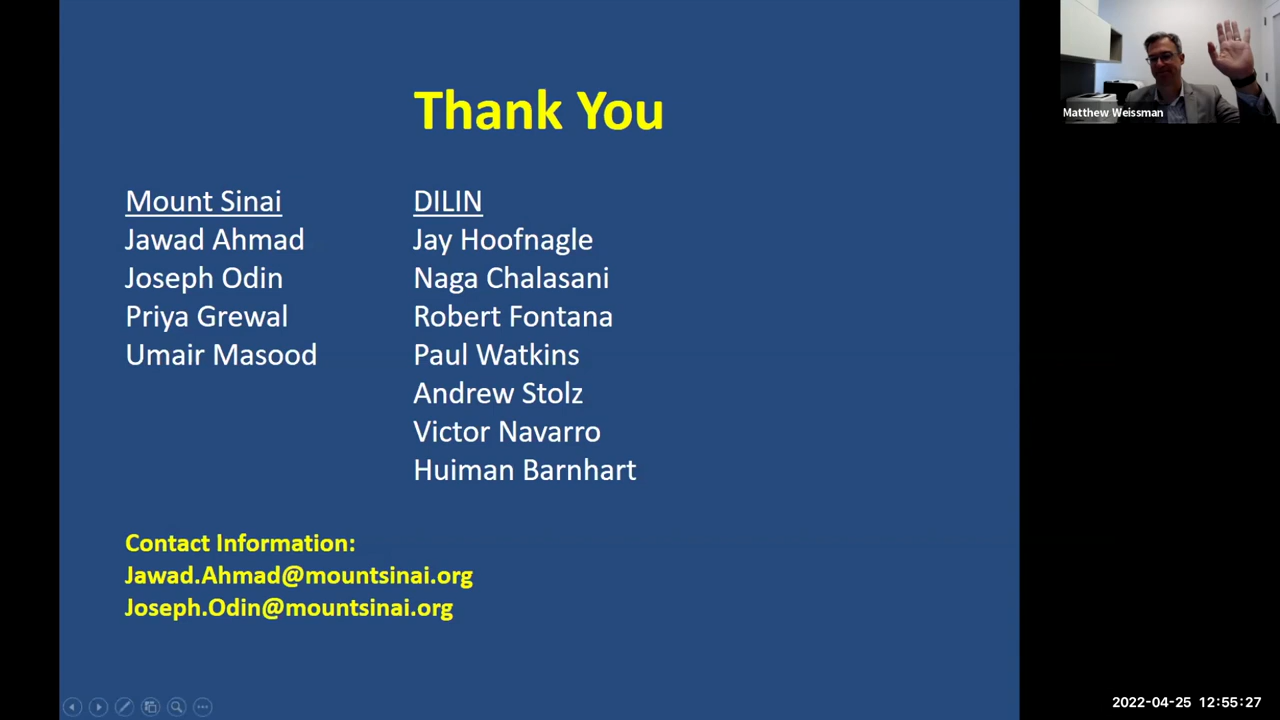 Thank You
Mount Sinai
Jawad Ahmad
Joseph Odin
Priya Grewal
Umair Masood
DILIN
Jay Hoofnagle
Naga Chalasani
Robert Fontana
Paul Watkins
Andrew Stolz
Victor Navarro
Huiman Barnhart
Contact Information:
Jawad.Ahmad@mountsinai.org
Joseph.Odin@mountsinai.org
Matthew Weissman
2022-04-25 12:55:27